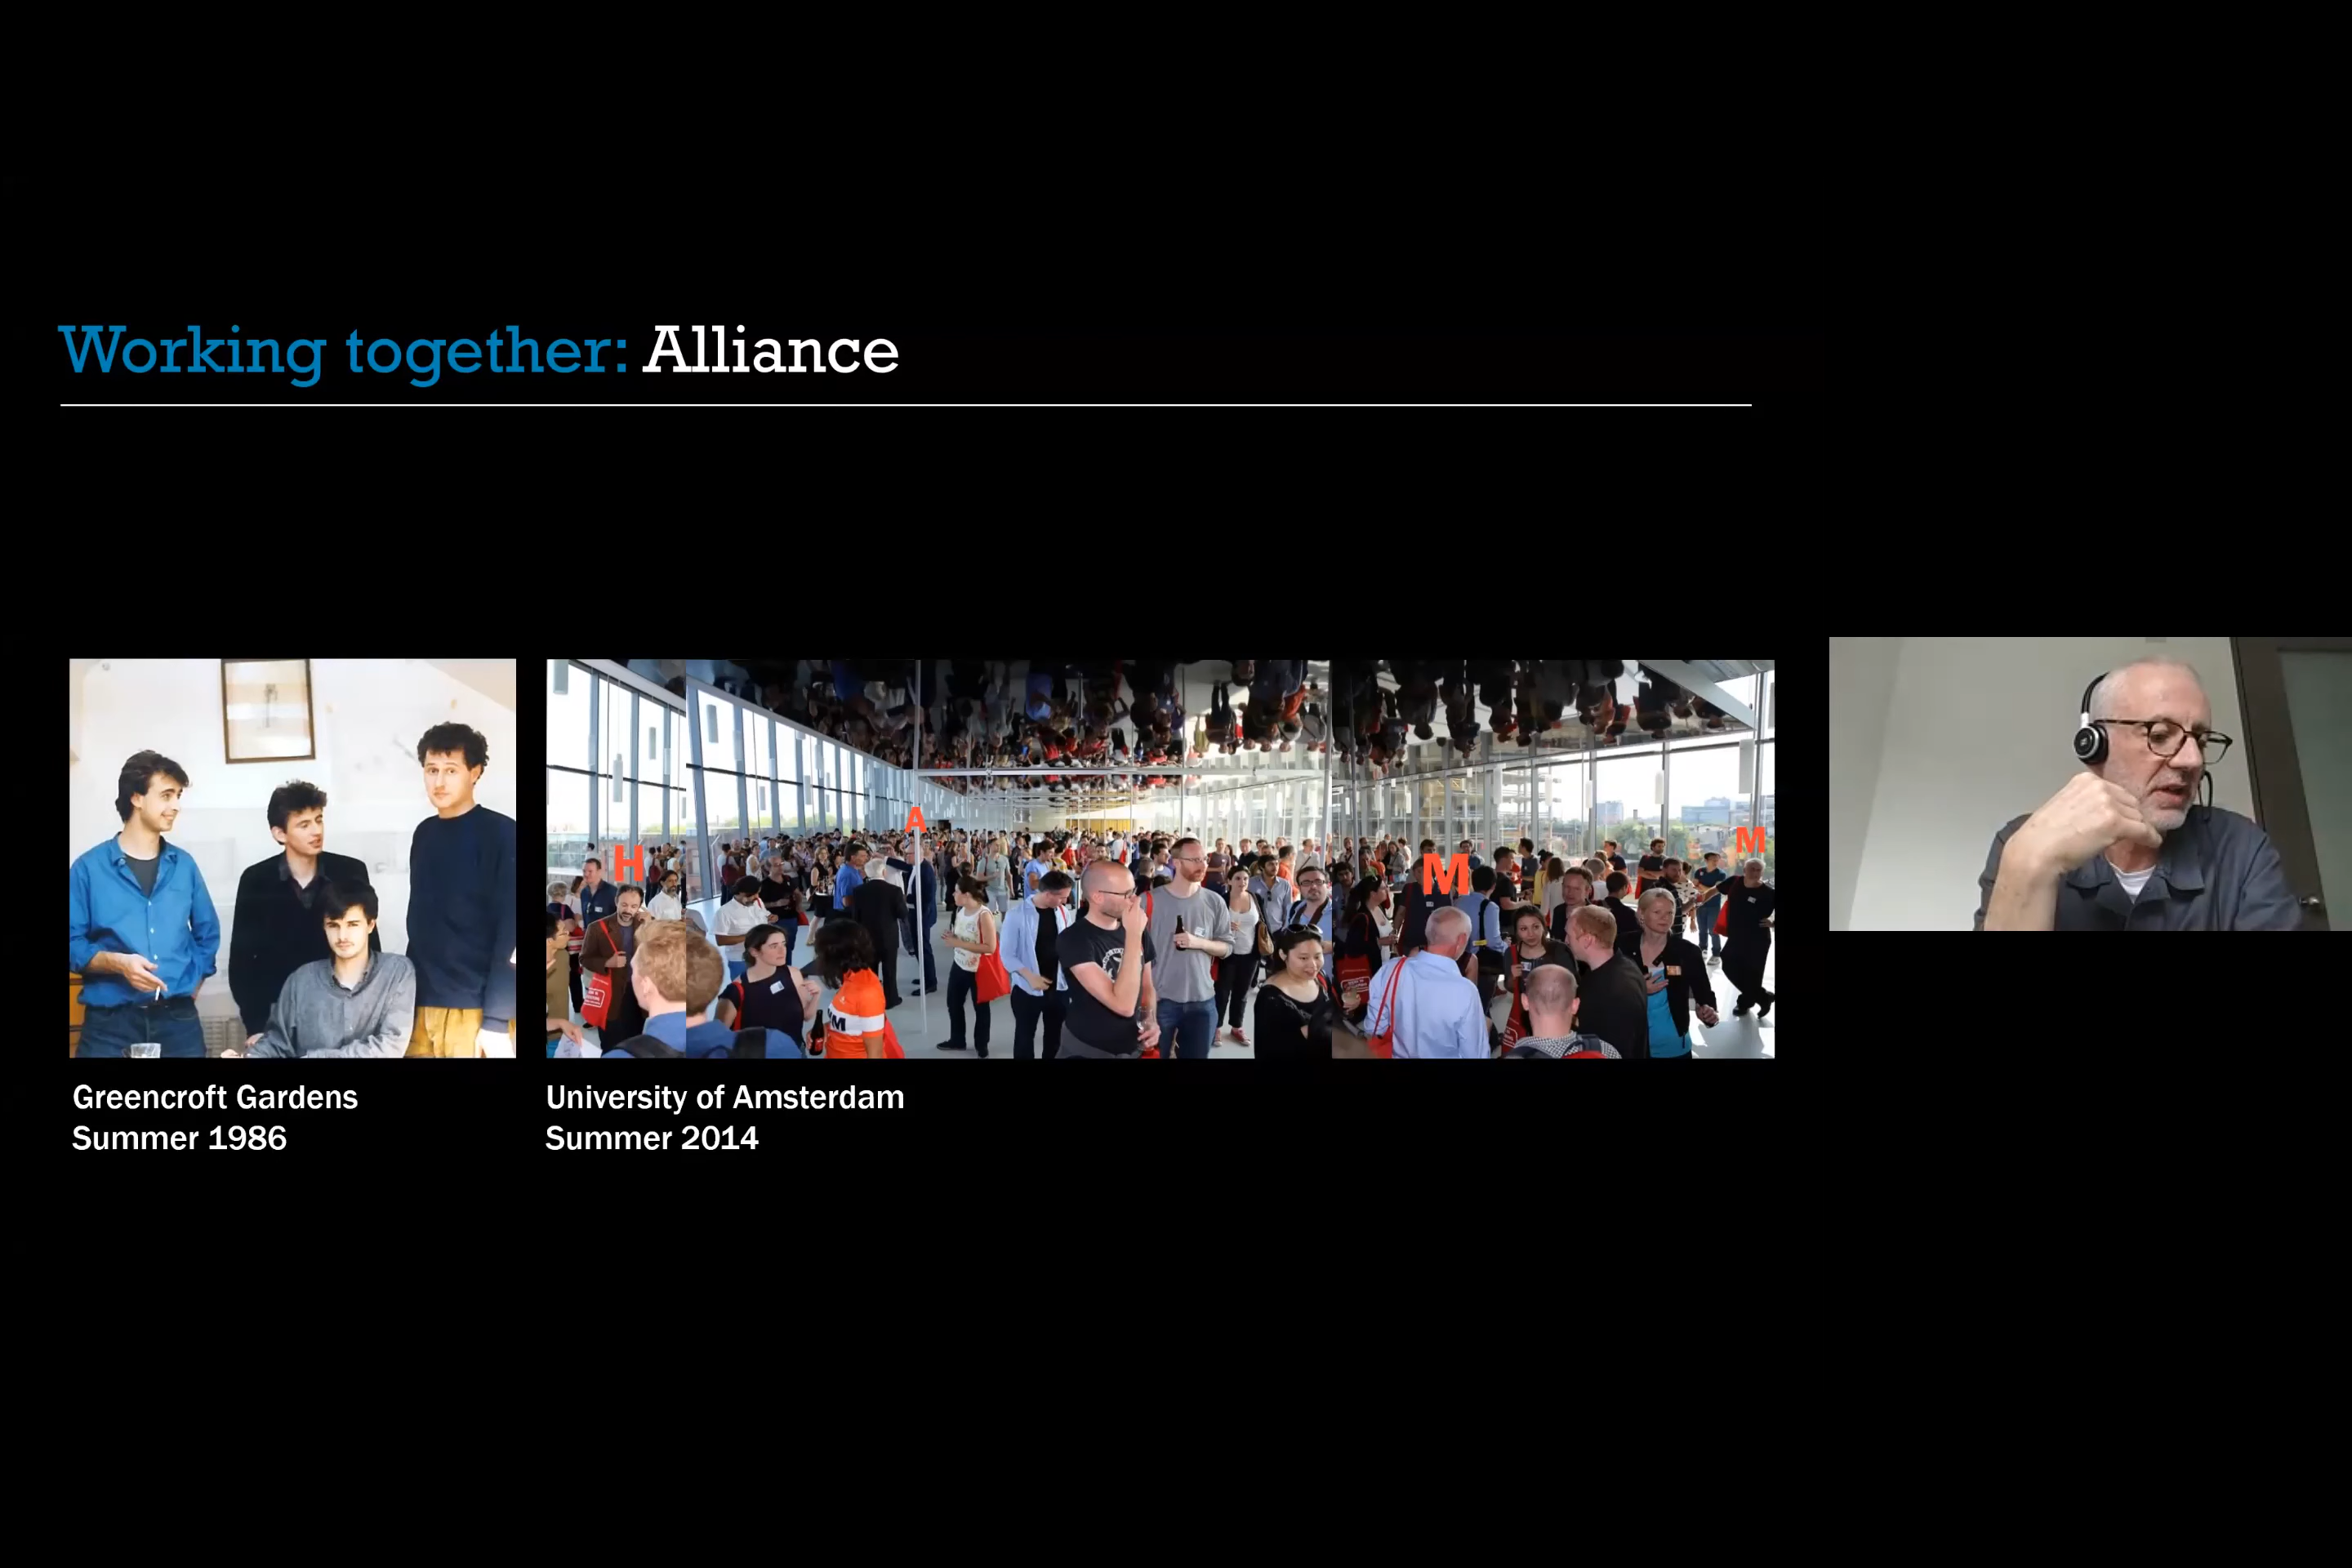 Working together: Alliance
H
A
M
M
Greencroft Gardens
Summer 1986
University of Amsterdam
Summer 2014